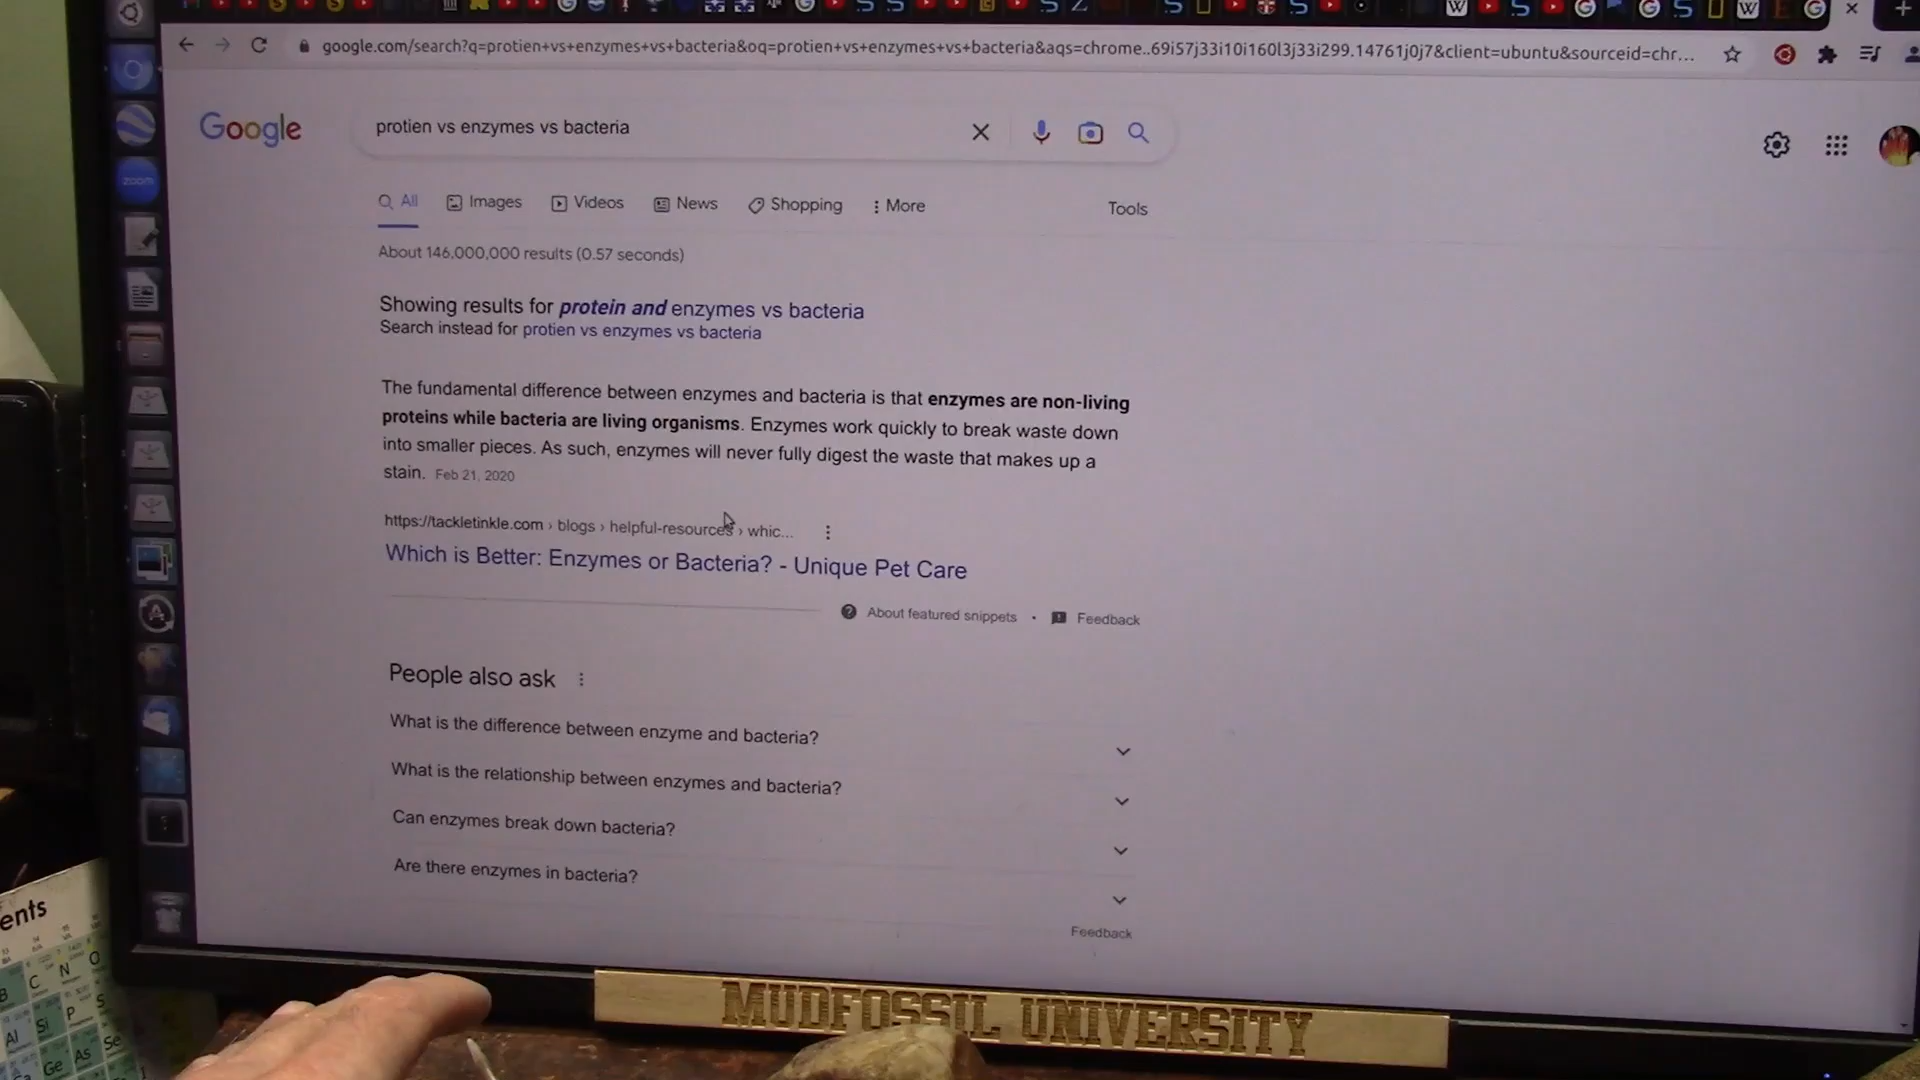 google.com/search?q=protien+vs+enzymes+vs+bacteria&oq=protien+vs+enzymes+vs+bacteria&aqs=chrome..69i57j33i10i160l3j33i299.14761j0j7&client=ubuntu&sourceid=chr...
Google
protien vs enzymes vs bacteria
zoom
All Images Videos News Shopping More Tools
About 146,000,000 results (0.57 seconds)
Showing results for protein and enzymes vs bacteria
Search instead for protien vs enzymes vs bacteria
The fundamental difference between enzymes and bacteria is that enzymes are non-living
proteins while bacteria are living organisms. Enzymes work quickly to break waste down
into smaller pieces. As such, enzymes will never fully digest the waste that makes up a
stain. Feb 21, 2020
https://tackletinkle.com › blogs › helpful-resources › whic...
Which is Better: Enzymes or Bacteria? - Unique Pet Care
About featured snippets • Feedback
People also ask
What is the difference between enzyme and bacteria?
What is the relationship between enzymes and bacteria?
Can enzymes break down bacteria?
Are there enzymes in bacteria?
Feedback
MUDFOSSIL UNIVERSITY
ents
B C N O
Al Si P S
Ge As Se